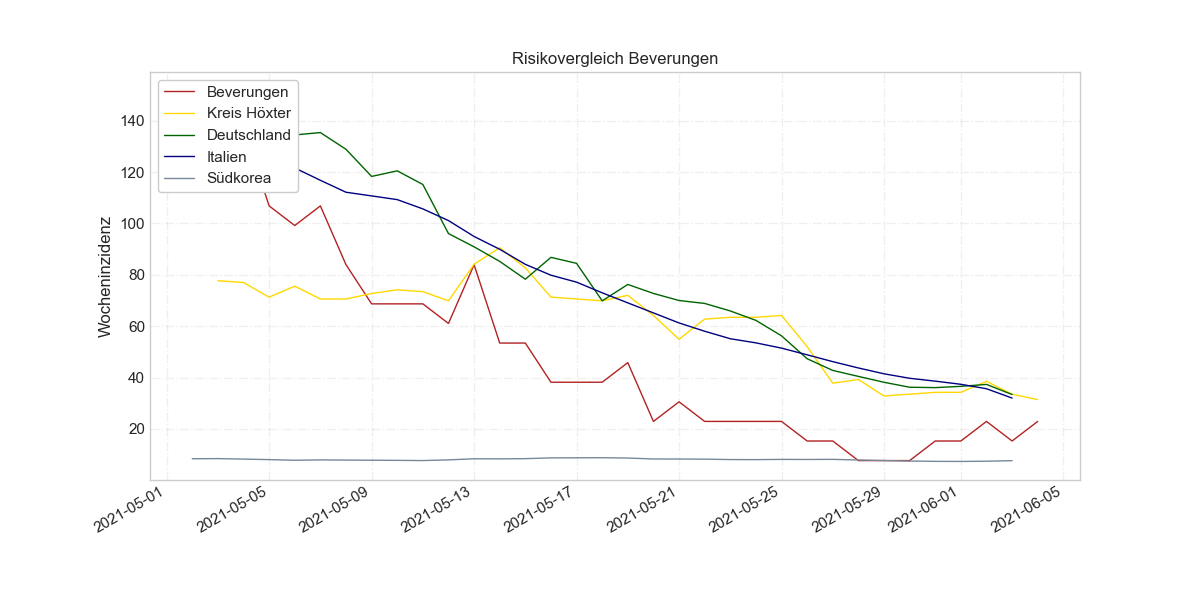 Risikovergleich Beverungen
Beverungen
Kreis Höxter
Deutschland
Italien
Südkorea
Wocheninzidenz
140
120
100
80
60
40
20
2021-05-01
2021-05-05
2021-05-09
2021-05-13
2021-05-17
2021-05-21
2021-05-25
2021-05-29
2021-06-01
2021-06-05